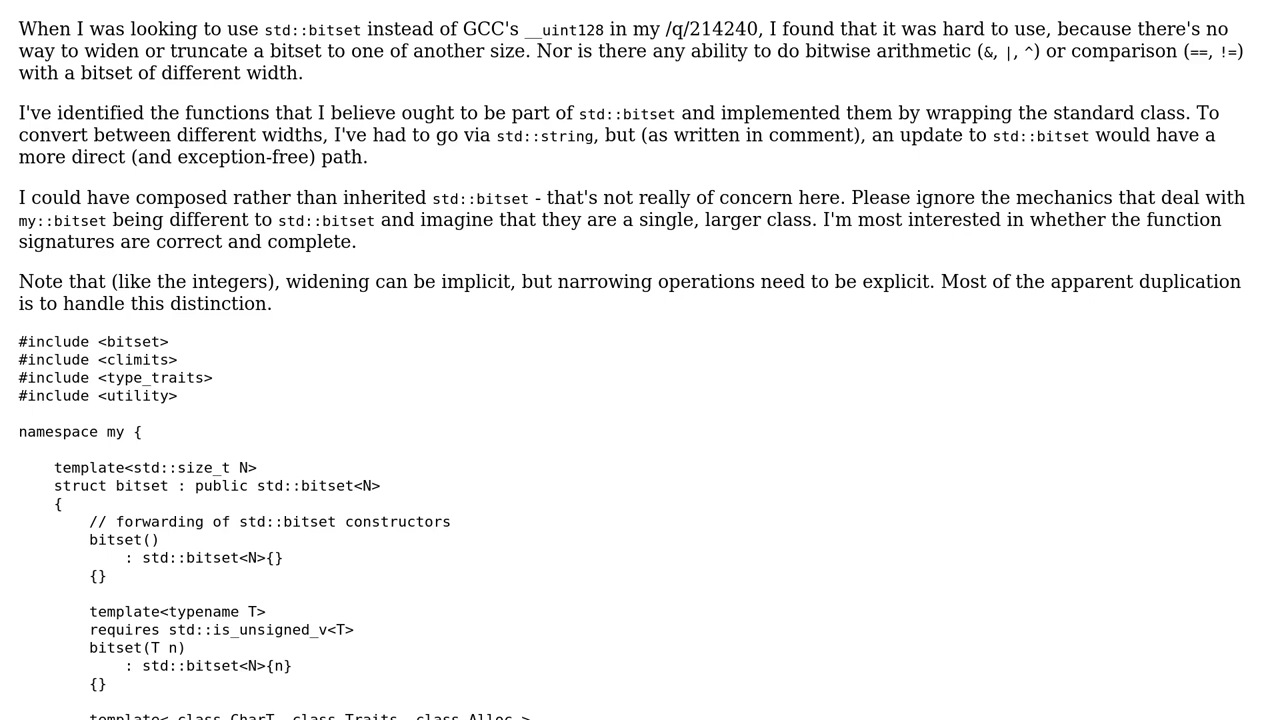 When I was looking to use std::bitset instead of GCC's __uint128 in my /q/214240, I found that it was hard to use, because there's no
way to widen or truncate a bitset to one of another size. Nor is there any ability to do bitwise arithmetic (&, |, ^) or comparison (==, !=)
with a bitset of different width.
I've identified the functions that I believe ought to be part of std::bitset and implemented them by wrapping the standard class. To
convert between different widths, I've had to go via std::string, but (as written in comment), an update to std::bitset would have a
more direct (and exception-free) path.
I could have composed rather than inherited std::bitset - that's not really of concern here. Please ignore the mechanics that deal with
my::bitset being different to std::bitset and imagine that they are a single, larger class. I'm most interested in whether the function
signatures are correct and complete.
Note that (like the integers), widening can be implicit, but narrowing operations need to be explicit. Most of the apparent duplication
is to handle this distinction.
#include <bitset>
#include <climits>
#include <type_traits>
#include <utility>
namespace my {
template<std::size_t N>
struct bitset : public std::bitset<N>
{
// forwarding of std::bitset constructors
bitset()
: std::bitset<N>{}
{}
template<typename T>
requires std::is_unsigned_v<T>
bitset(T n)
: std::bitset<N>{n}
{}
template< class CharT, class Traits, class Alloc >